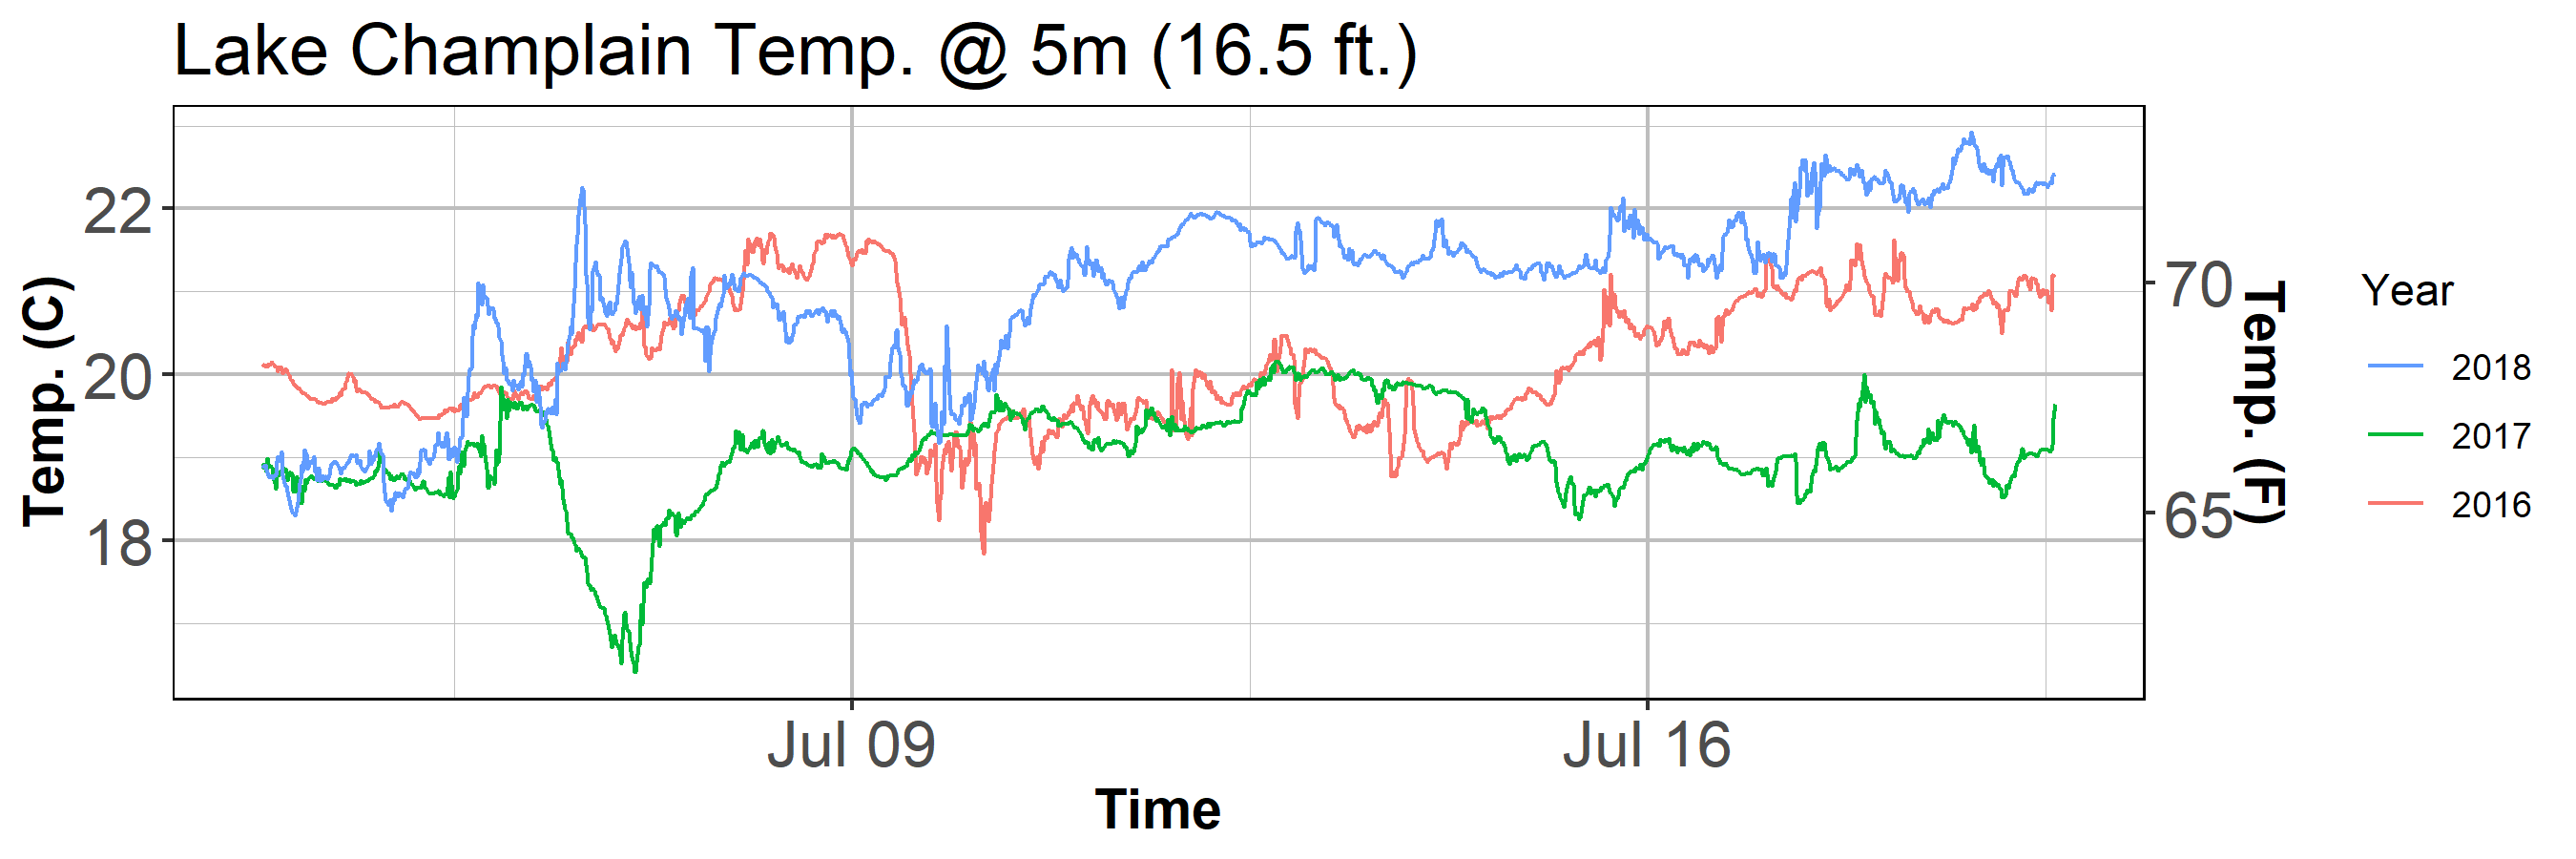 Lake Champlain Temp. @ 5m (16.5 ft.)
Temp. (C)
22
20
18
70
65
Temp. (F)
Jul 09
Jul 16
Time
Year
2018
2017
2016